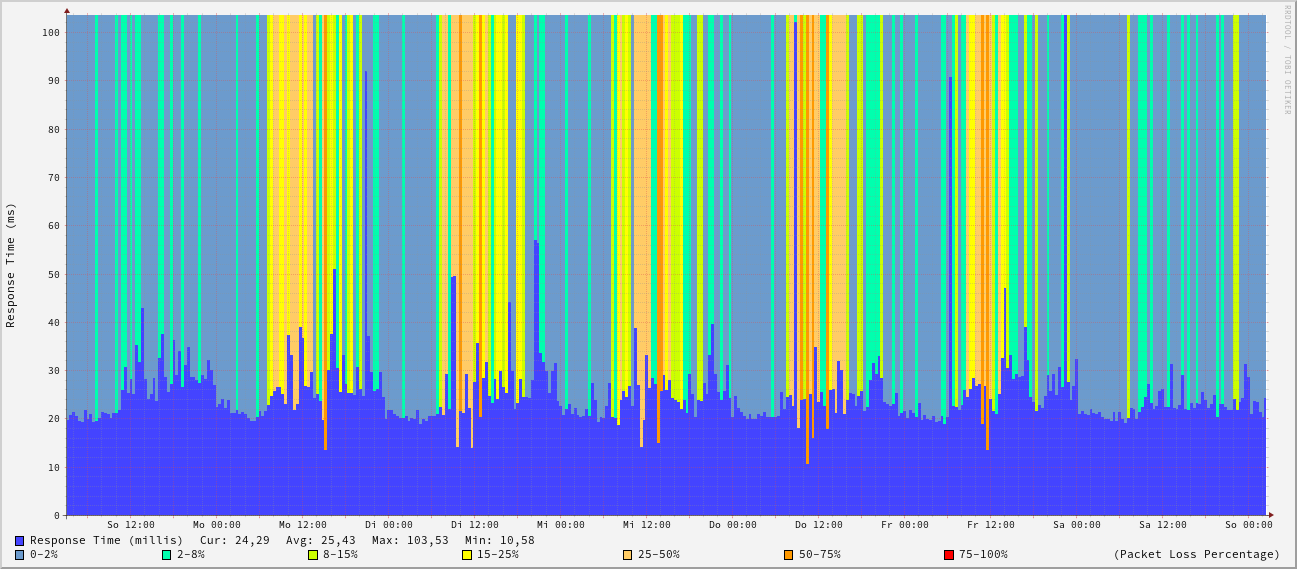 RRDTOOL / TOBI OETIKER
Response Time (ms)
100
90
80
70
60
50
40
30
20
10
0
So 12:00 Mo 00:00 Mo 12:00 Di 00:00 Di 12:00 Mi 00:00 Mi 12:00 Do 00:00 Do 12:00 Fr 00:00 Fr 12:00 Sa 00:00 Sa 12:00 So 00:00
Response Time (millis) Cur: 24,29 Avg: 25,43 Max: 103,53 Min: 10,58
0-2% 2-8% 8-15% 15-25% 25-50% 50-75% 75-100% (Packet Loss Percentage)